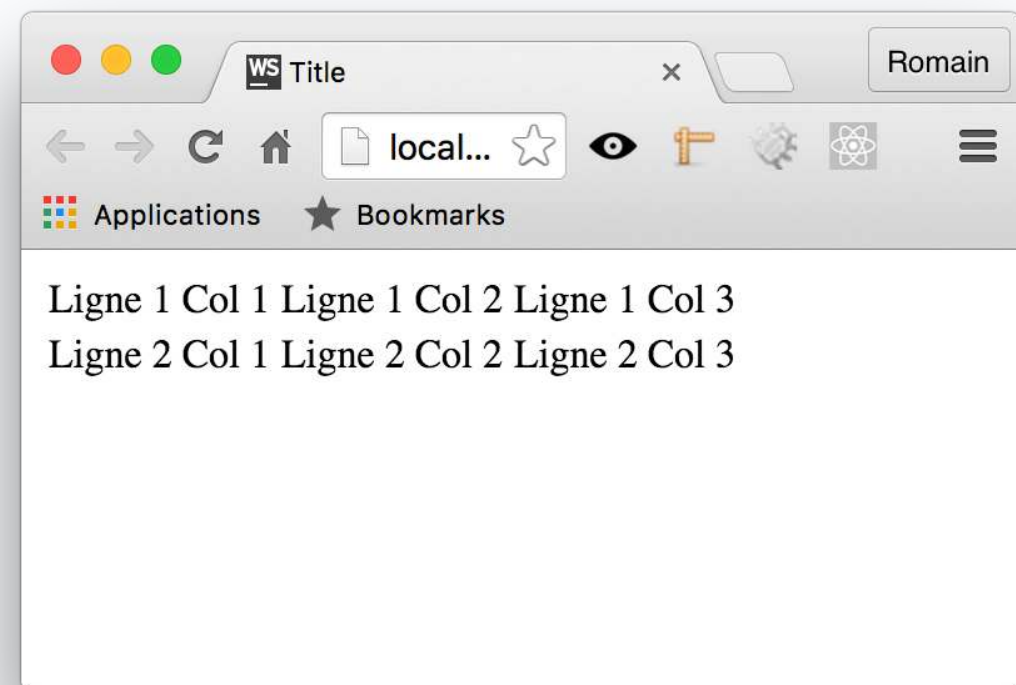 WS Title
Romain
local...
Applications Bookmarks
Ligne 1 Col 1 Ligne 1 Col 2 Ligne 1 Col 3
Ligne 2 Col 1 Ligne 2 Col 2 Ligne 2 Col 3